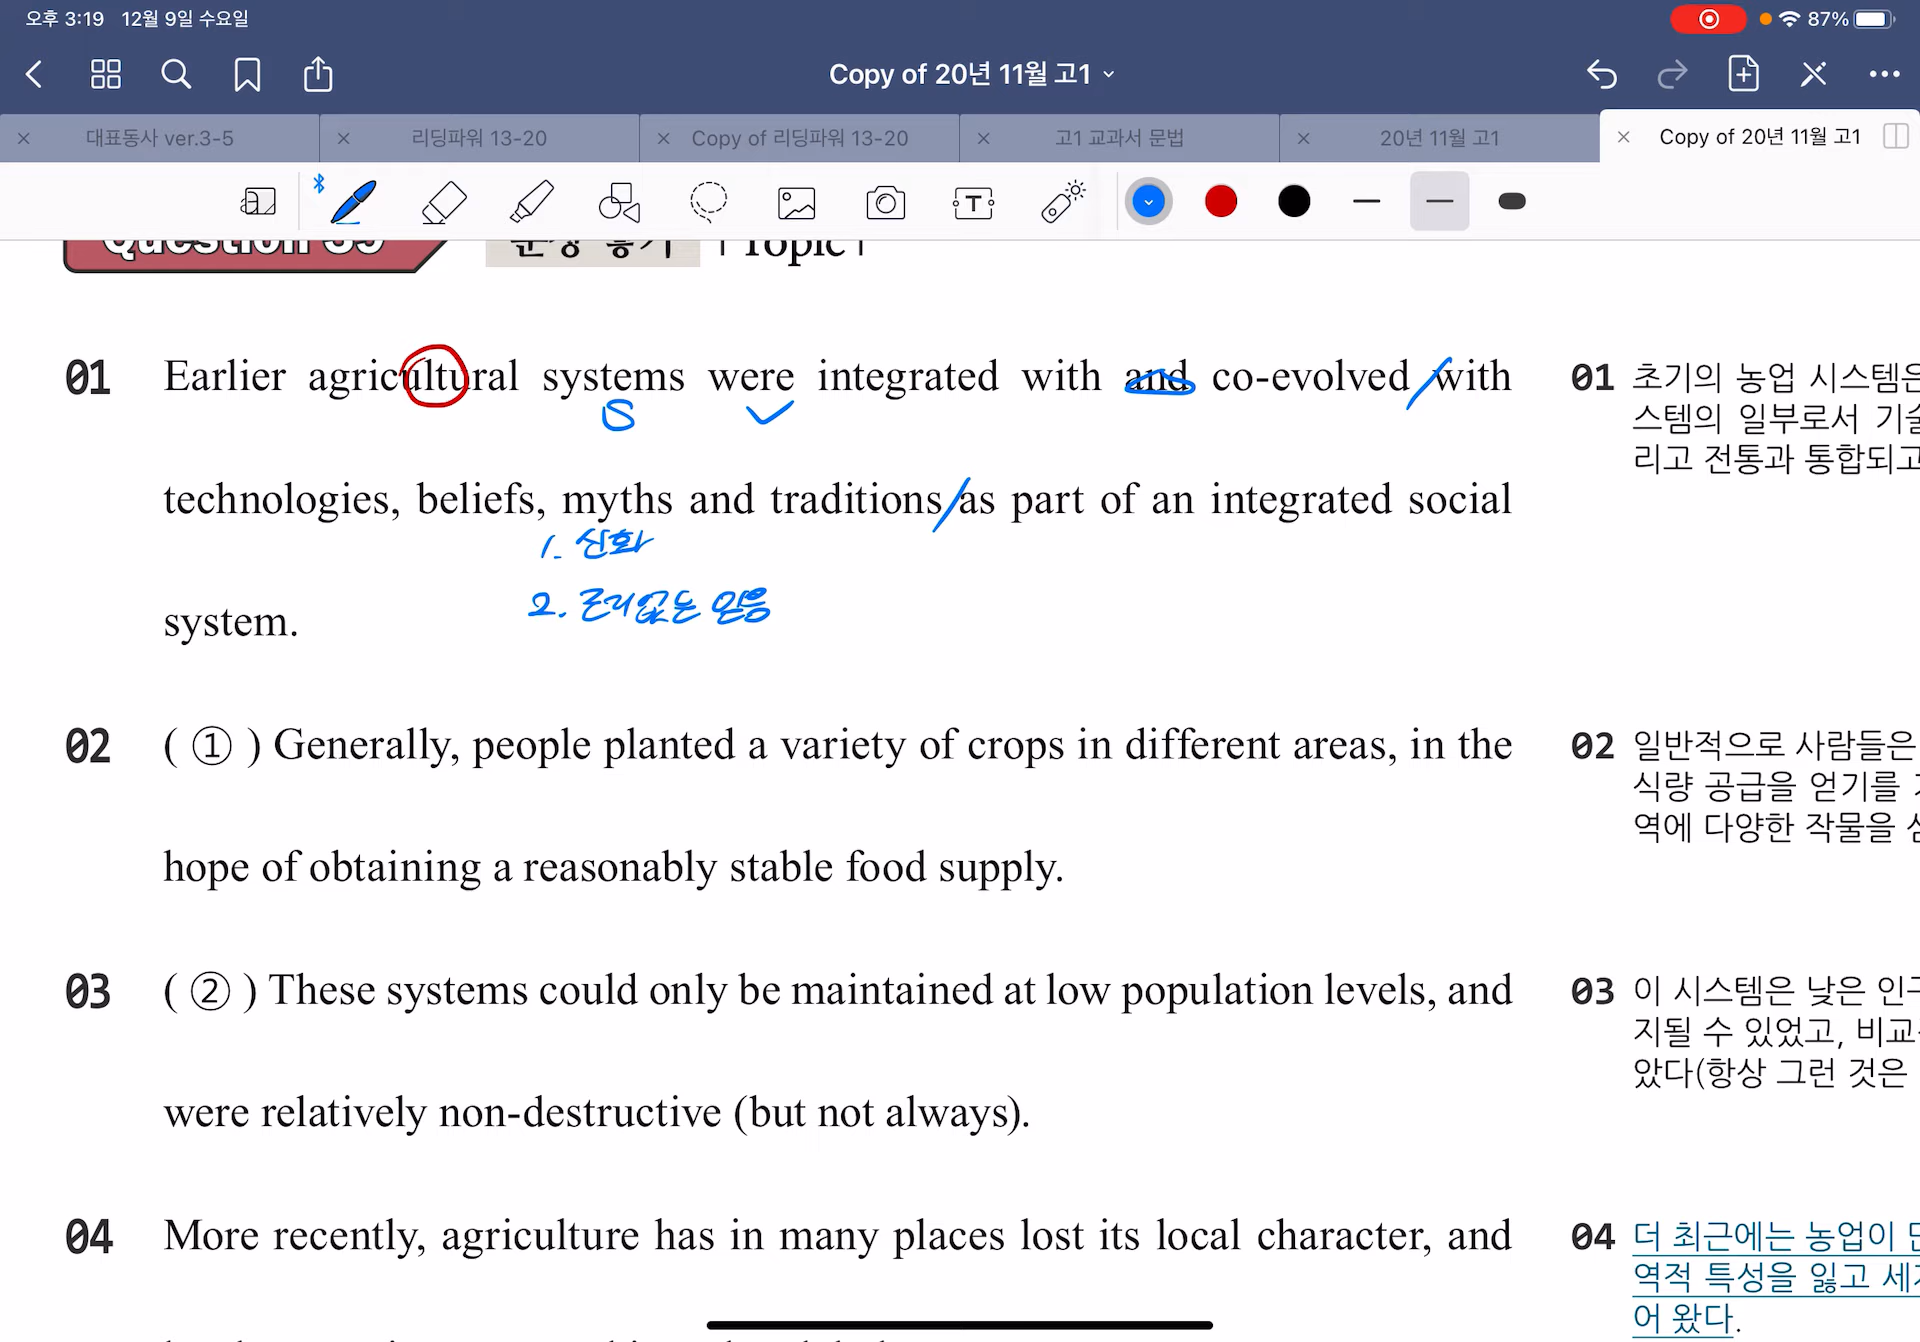 오후 3:19 12월 9일 수요일
87%
Copy of 20년 11월 고1
대표동사 ver.3-5
리딩파워 13-20
Copy of 리딩파워 13-20
고1 교과서 문법
20년 11월 고1
Copy of 20년 11월 고1
Question 39 문장 넣기 | Topic |
01 Earlier agricultural systems were integrated with and co-evolved with
S
technologies, beliefs, myths and traditions as part of an integrated social
1. 신화
2. 근거없는 믿음
system.
01 초기의 농업 시스템은
스템의 일부로서 기술
리고 전통과 통합되고
02 ( ① ) Generally, people planted a variety of crops in different areas, in the
hope of obtaining a reasonably stable food supply.
02 일반적으로 사람들은
식량 공급을 얻기를
역에 다양한 작물을
03 ( ② ) These systems could only be maintained at low population levels, and
were relatively non-destructive (but not always).
03 이 시스템은 낮은 인구
지될 수 있었고, 비교
았다(항상 그런 것은
04 More recently, agriculture has in many places lost its local character, and
04 더 최근에는 농업이
역적 특성을 잃고 세
어 왔다.